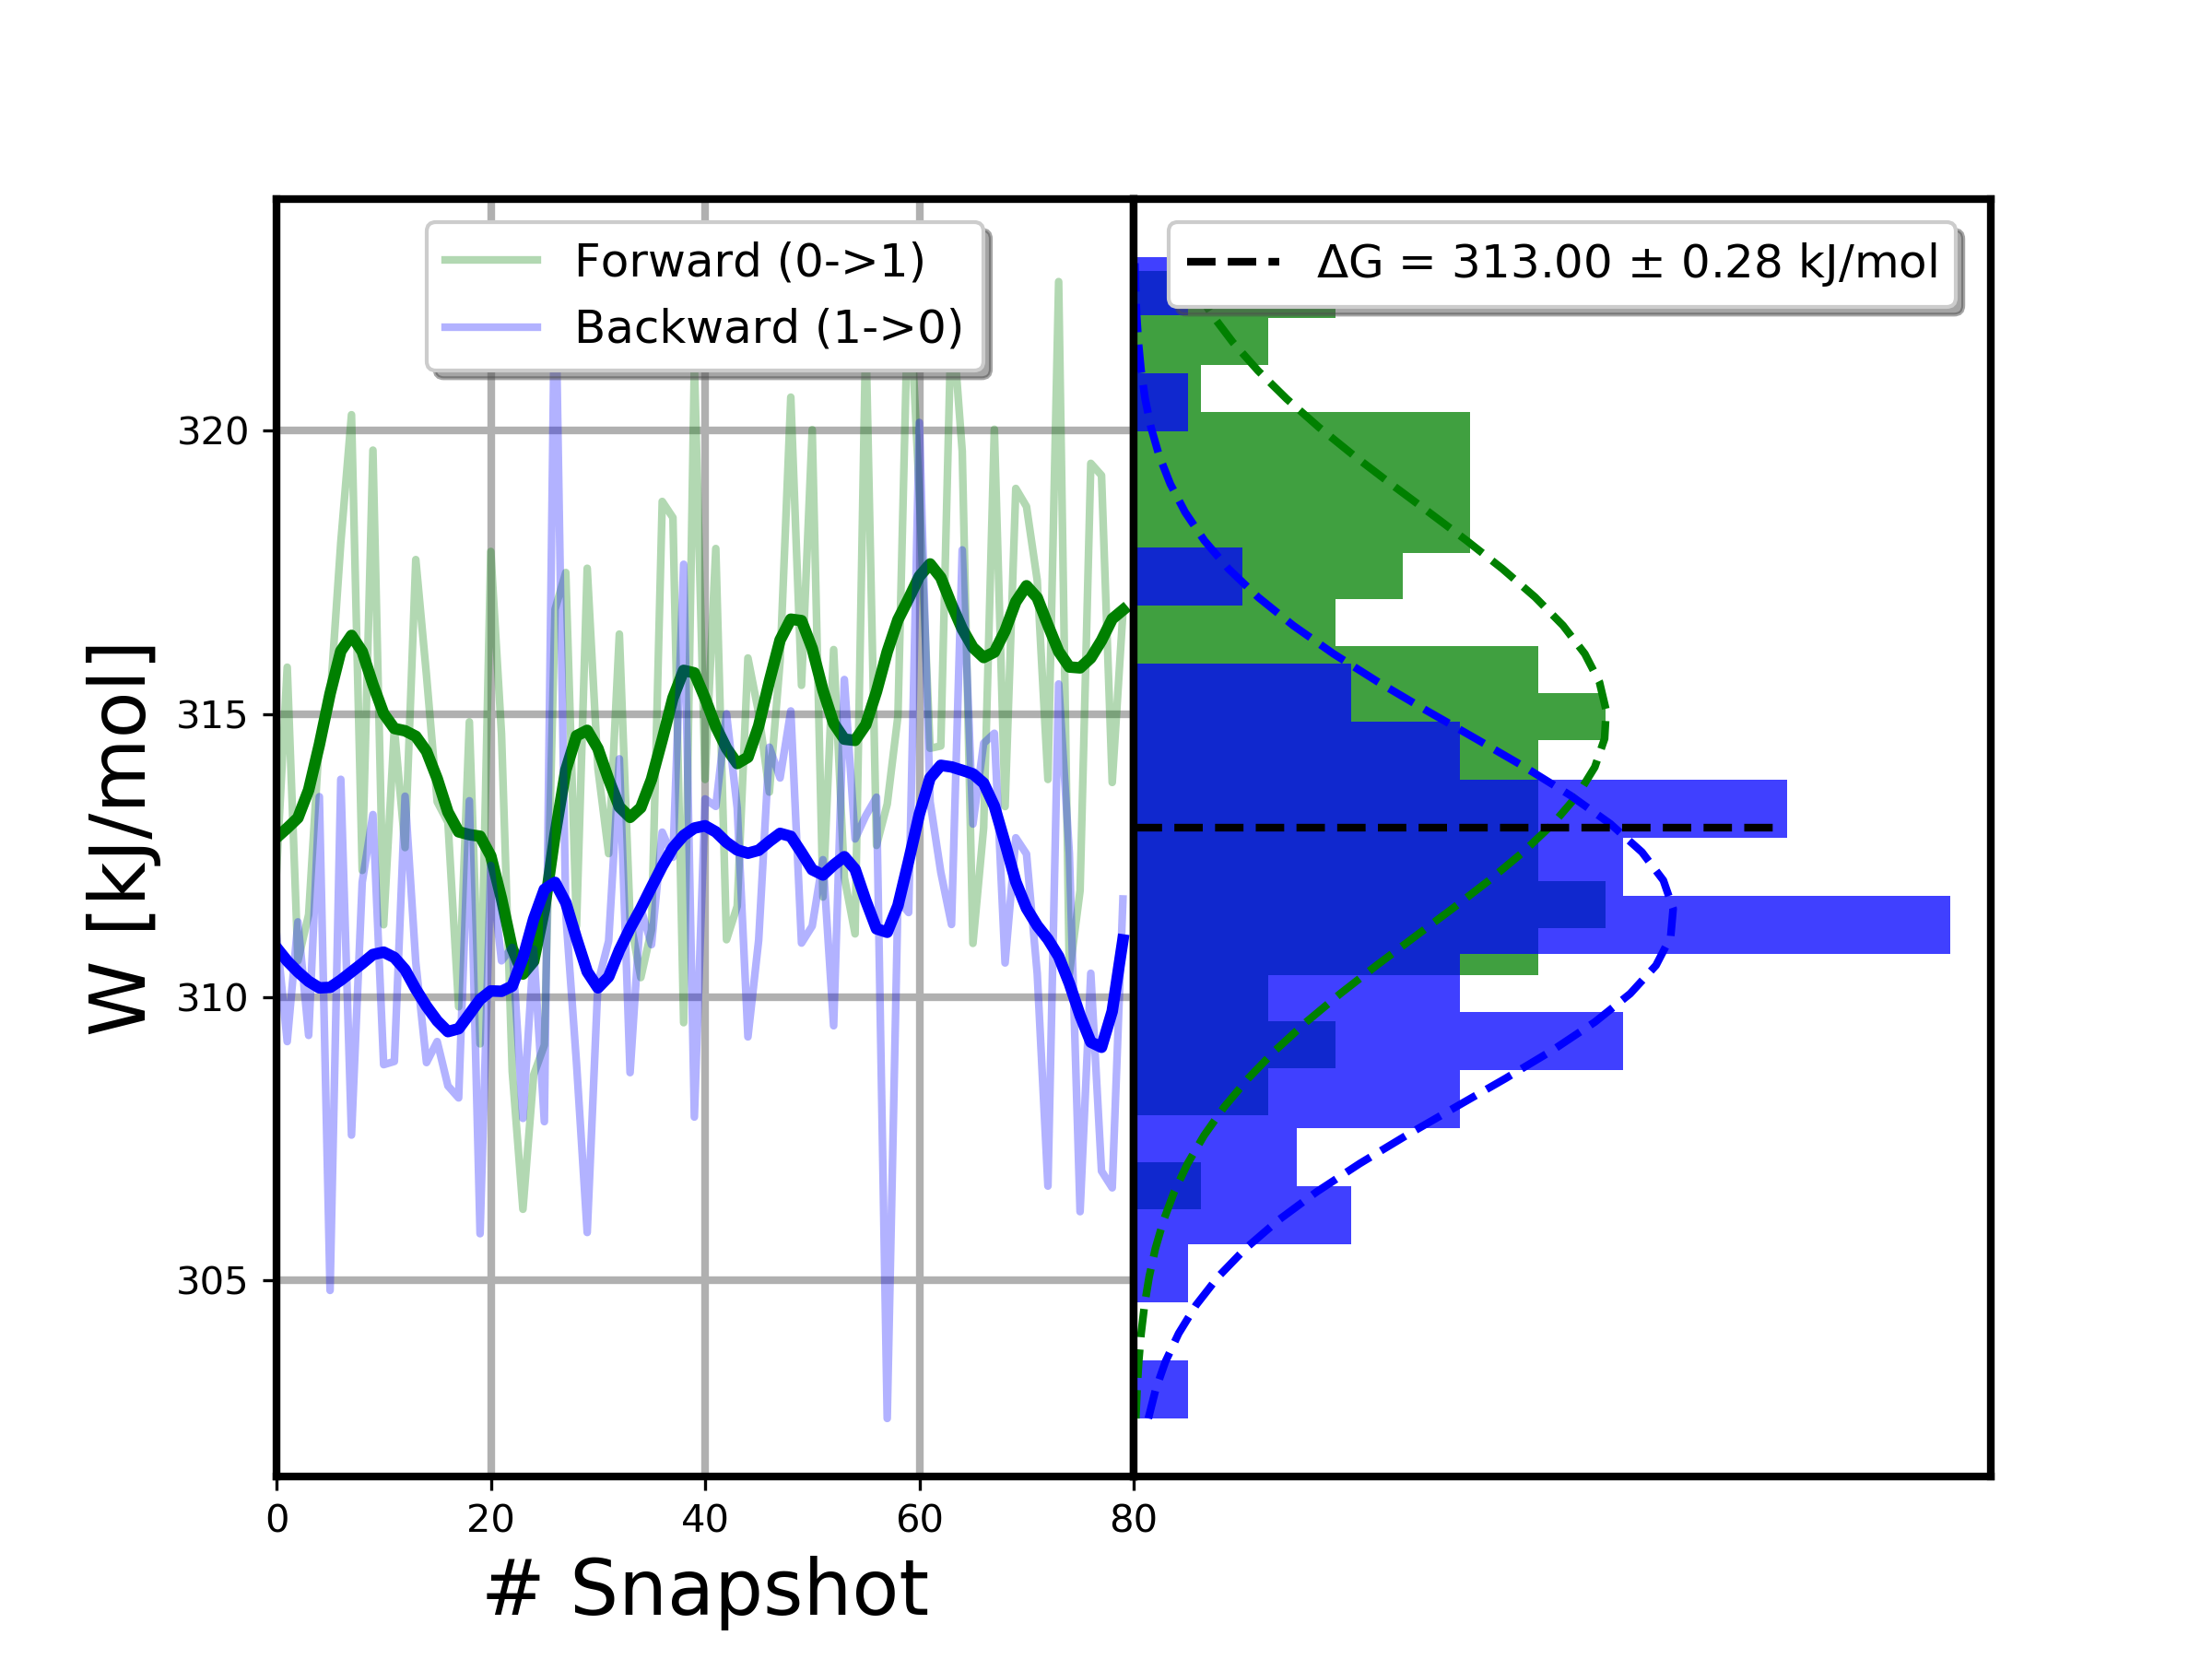 Forward (0->1)
Backward (1->0)
ΔG = 313.00 ± 0.28 kJ/mol
320
315
310
305
W [kJ/mol]
0 20 40 60 80
# Snapshot